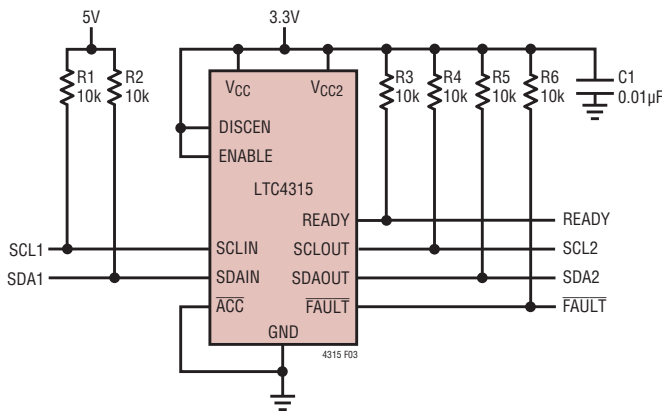 5V
3.3V
R1
10k
R2
10k
VCC
VCC2
R3
10k
R4
10k
R5
10k
R6
10k
C1
0.01µF
DISCEN
ENABLE
LTC4315
READY
READY
SCL1
SCLIN
SCLOUT
SCL2
SDA1
SDAIN
SDAOUT
SDA2
ACC
FAULT
FAULT
GND
4315 F03